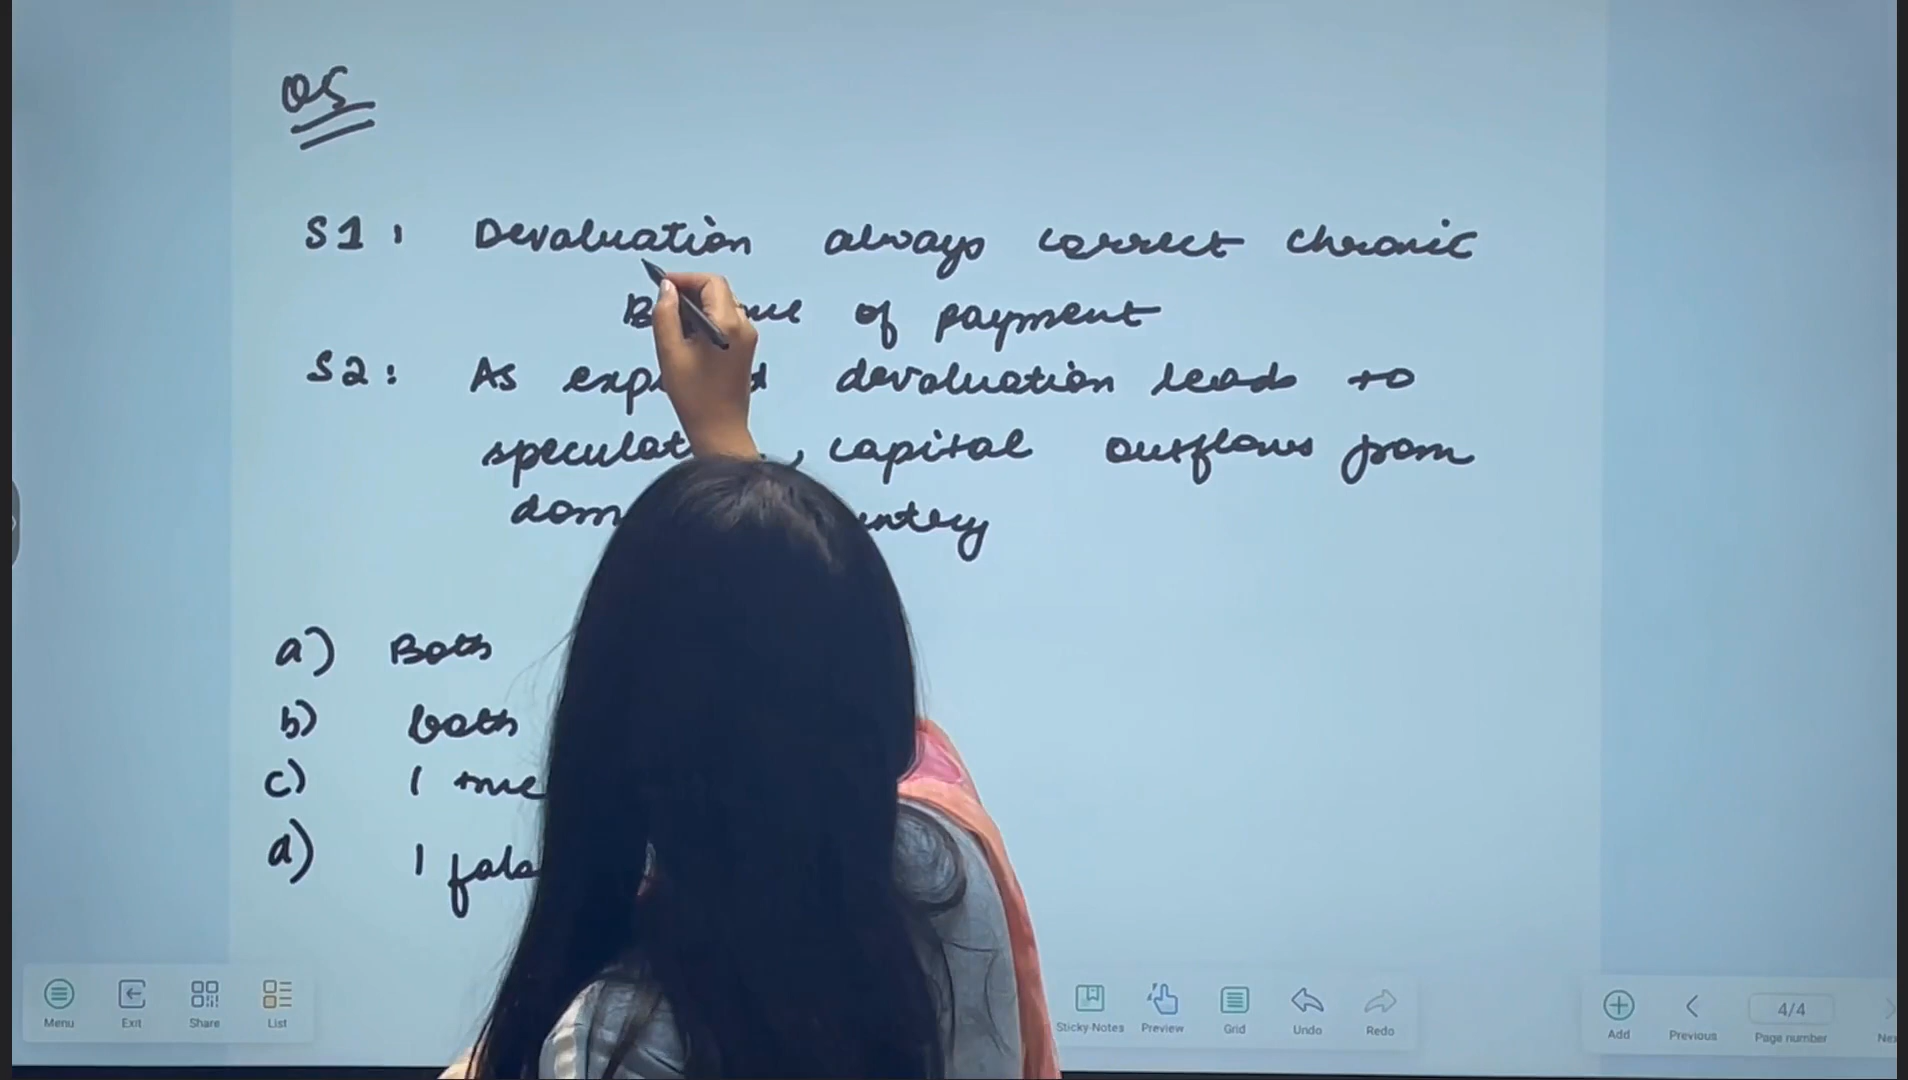 Q5
S1: Devaluation always correct chronic
of payment
S2: As devaluation leads to
capital outflows from
a) Both
b) both
c) 1 true
d) 1
Menu Exit Share List Sticky-Notes Preview Grid Undo Redo Add Previous 4/4 Page number